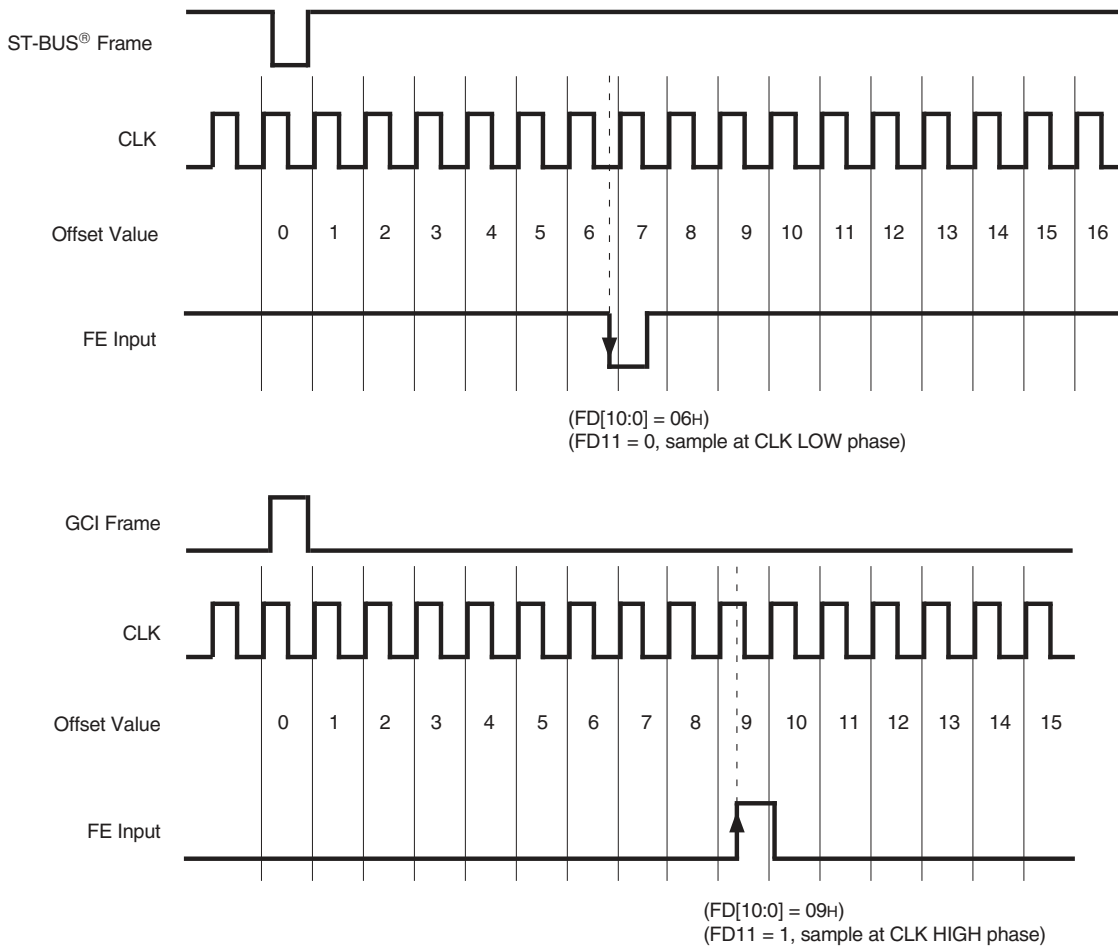 ST-BUS® Frame
CLK
Offset Value 0 1 2 3 4 5 6 7 8 9 10 11 12 13 14 15 16
FE Input
(FD[10:0] = 06H)
(FD11 = 0, sample at CLK LOW phase)
GCI Frame
CLK
Offset Value 0 1 2 3 4 5 6 7 8 9 10 11 12 13 14 15
FE Input
(FD[10:0] = 09H)
(FD11 = 1, sample at CLK HIGH phase)